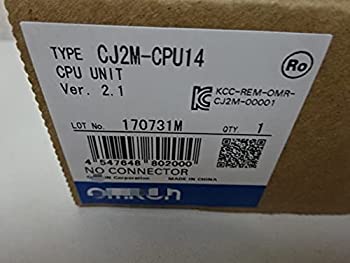 TYPE CJ2M-CPU14
CPU UNIT
Ver. 2.1
Ro
KCC-REM-OMR-
CJ2M-00001
LOT No. 170731M QTY 1
4 547648 802000
NO CONNECTOR
Corporation MADE IN CHINA